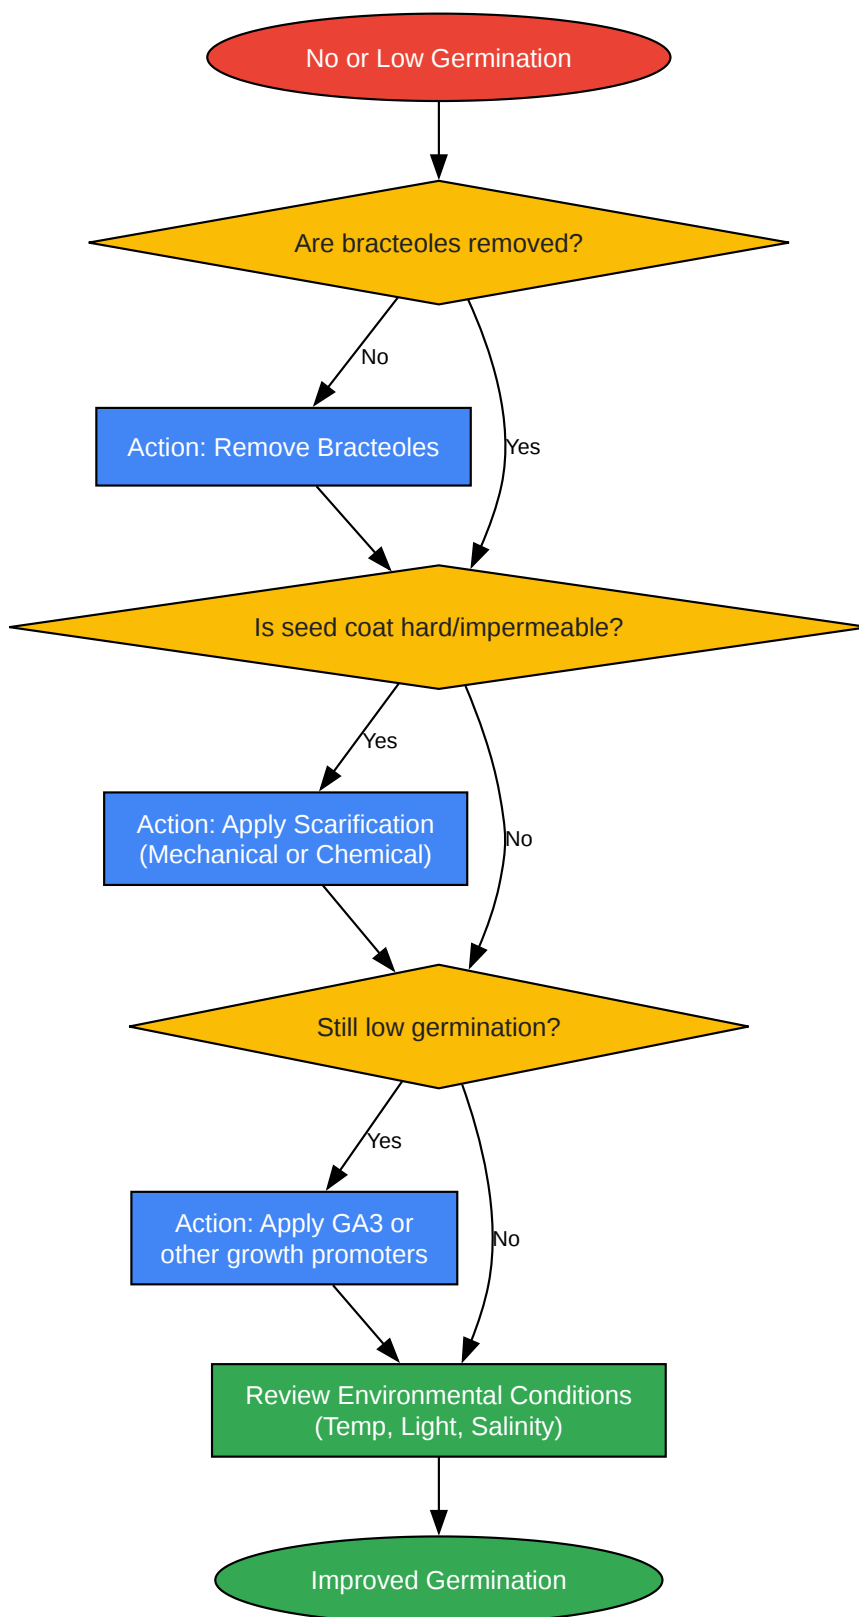 No or Low Germination
Are bracteoles removed?
No
Action: Remove Bracteoles
Yes
Is seed coat hard/impermeable?
Yes
Action: Apply Scarification
(Mechanical or Chemical)
No
Still low germination?
Yes
Action: Apply GA3 or
other growth promoters
No
Review Environmental Conditions
(Temp, Light, Salinity)
Improved Germination